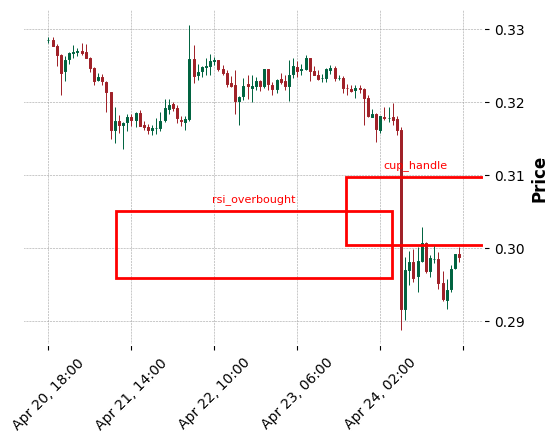 0.33
0.32
cup_handle
0.31
rsi_overbought
0.30
0.29
Price
Apr 20, 18:00
Apr 21, 14:00
Apr 22, 10:00
Apr 23, 06:00
Apr 24, 02:00